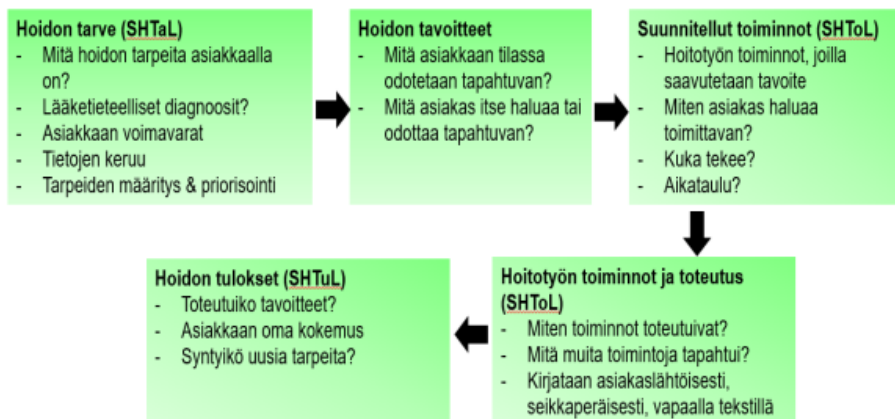 Hoidon tarve (SHTaL)
- Mitä hoidon tarpeita asiakkaalla
on?
- Lääketieteelliset diagnoosit?
- Asiakkaan voimavarat
- Tietojen keruu
- Tarpeiden määritys & priorisointi
Hoidon tavoitteet
- Mitä asiakkaan tilassa
odotetaan tapahtuvan?
- Mitä asiakas itse haluaa tai
odottaa tapahtuvan?
Suunnitellut toiminnot (SHToL)
- Hoitotyön toiminnot, joilla
saavutetaan tavoite
- Miten asiakas haluaa
toimittavan?
- Kuka tekee?
- Aikataulu?
Hoitotyön toiminnot ja toteutus
(SHToL)
- Miten toiminnot toteutuivat?
- Mitä muita toimintoja tapahtui?
- Kirjataan asiakaslähtöisesti,
seikkaperäisesti, vapaalla tekstillä
Hoidon tulokset (SHTuL)
- Toteutuiko tavoitteet?
- Asiakkaan oma kokemus
- Syntyikö uusia tarpeita?